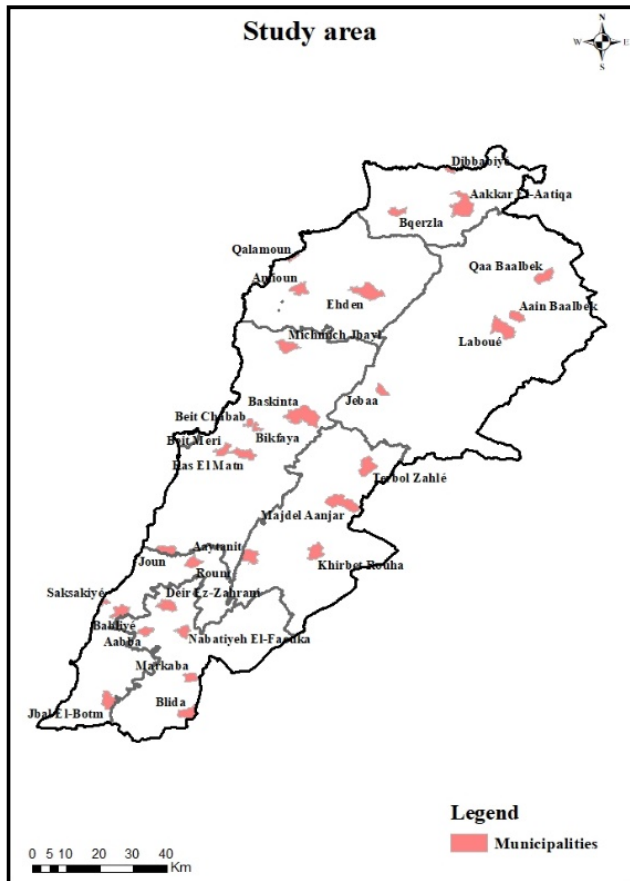 Study area
N
W E
S
Dibbabiyé
Aakkar El-Aatiqa
Bqerzla
Qalamoun
Qaa Baalbek
Amioun
Ehden
Aain Baalbek
Michmich Jbayl
Laboué
Jebaa
Baskinta
Beit Chabab
Bikfaya
Beit Meri
Ras El Matn
Terbol Zahlé
Majdel Aanjar
Aaytanit
Joun
Khirbet Rouha
Roum
Saksakiyé
Deir Ez-Zahrani
Babliyé
Aabba
Nabatiyeh El-Faouka
Markaba
Blida
Jbal El-Botm
Legend
Municipalities
0 5 10 20 30 40
Km